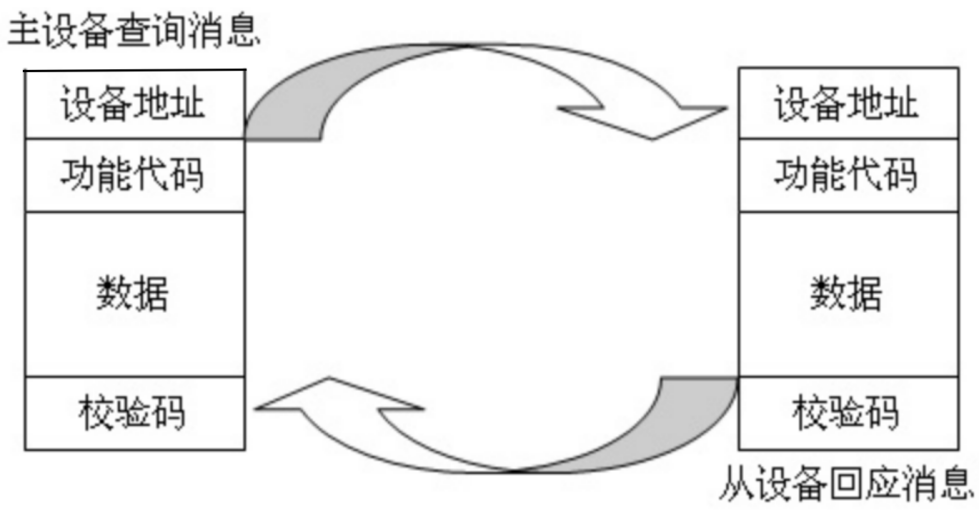 主设备查询消息
设备地址
功能代码
数据
校验码
设备地址
功能代码
数据
校验码
从设备回应消息